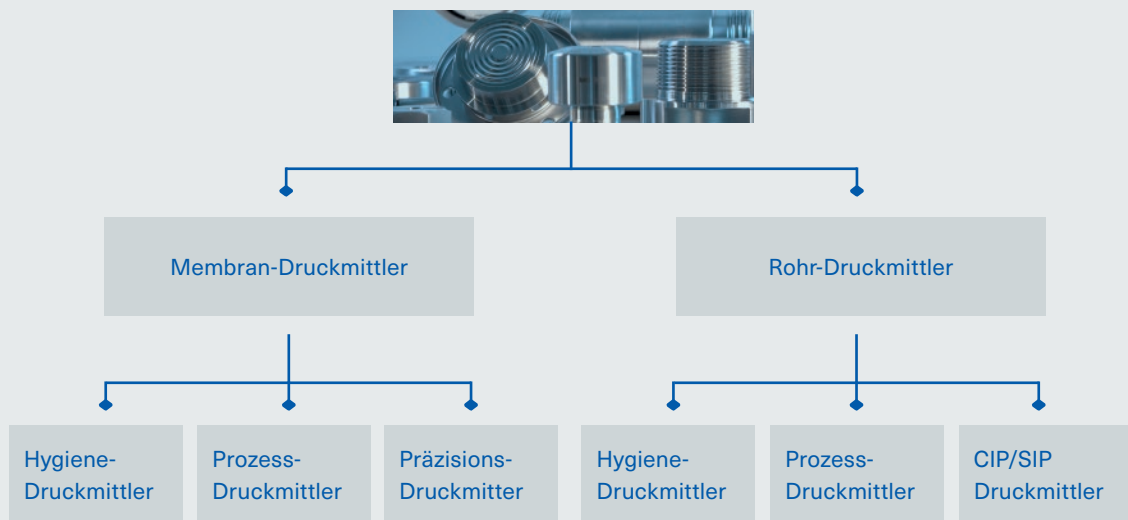 Membran-Druckmittler
Rohr-Druckmittler
Hygiene-
Druckmittler
Prozess-
Druckmittler
Präzisions-
Druckmitter
Hygiene-
Druckmittler
Prozess-
Druckmittler
CIP/SIP
Druckmittler